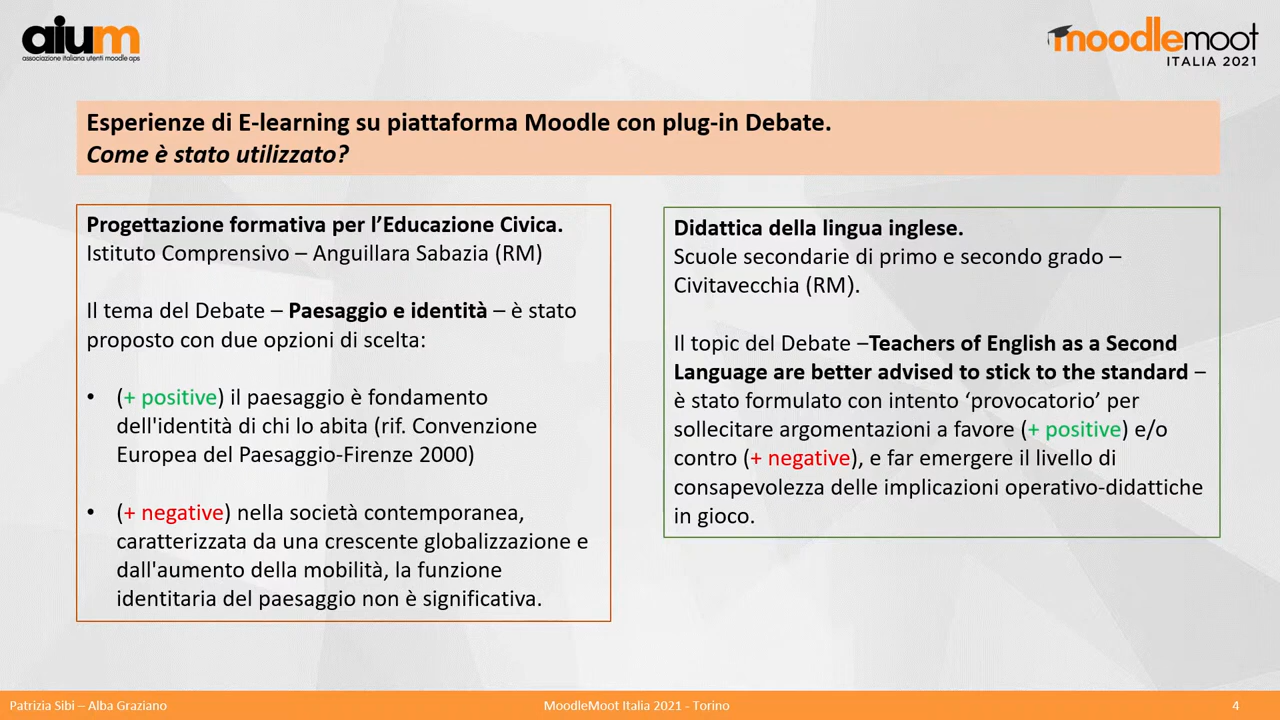 aium
associazione italiana utenti moodle aps
moodlemoot
ITALIA 2021
Esperienze di E-learning su piattaforma Moodle con plug-in Debate.
Come è stato utilizzato?
Progettazione formativa per l’Educazione Civica.
Istituto Comprensivo – Anguillara Sabazia (RM)
Il tema del Debate – Paesaggio e identità – è stato
proposto con due opzioni di scelta:
• (+ positive) il paesaggio è fondamento
dell'identità di chi lo abita (rif. Convenzione
Europea del Paesaggio-Firenze 2000)
• (+ negative) nella società contemporanea,
caratterizzata da una crescente globalizzazione e
dall'aumento della mobilità, la funzione
identitaria del paesaggio non è significativa.
Didattica della lingua inglese.
Scuole secondarie di primo e secondo grado –
Civitavecchia (RM).
Il topic del Debate –Teachers of English as a Second
Language are better advised to stick to the standard –
è stato formulato con intento ‘provocatorio’ per
sollecitare argomentazioni a favore (+ positive) e/o
contro (+ negative), e far emergere il livello di
consapevolezza delle implicazioni operativo-didattiche
in gioco.
Patrizia Sibi – Alba Graziano
MoodleMoot Italia 2021 - Torino
4